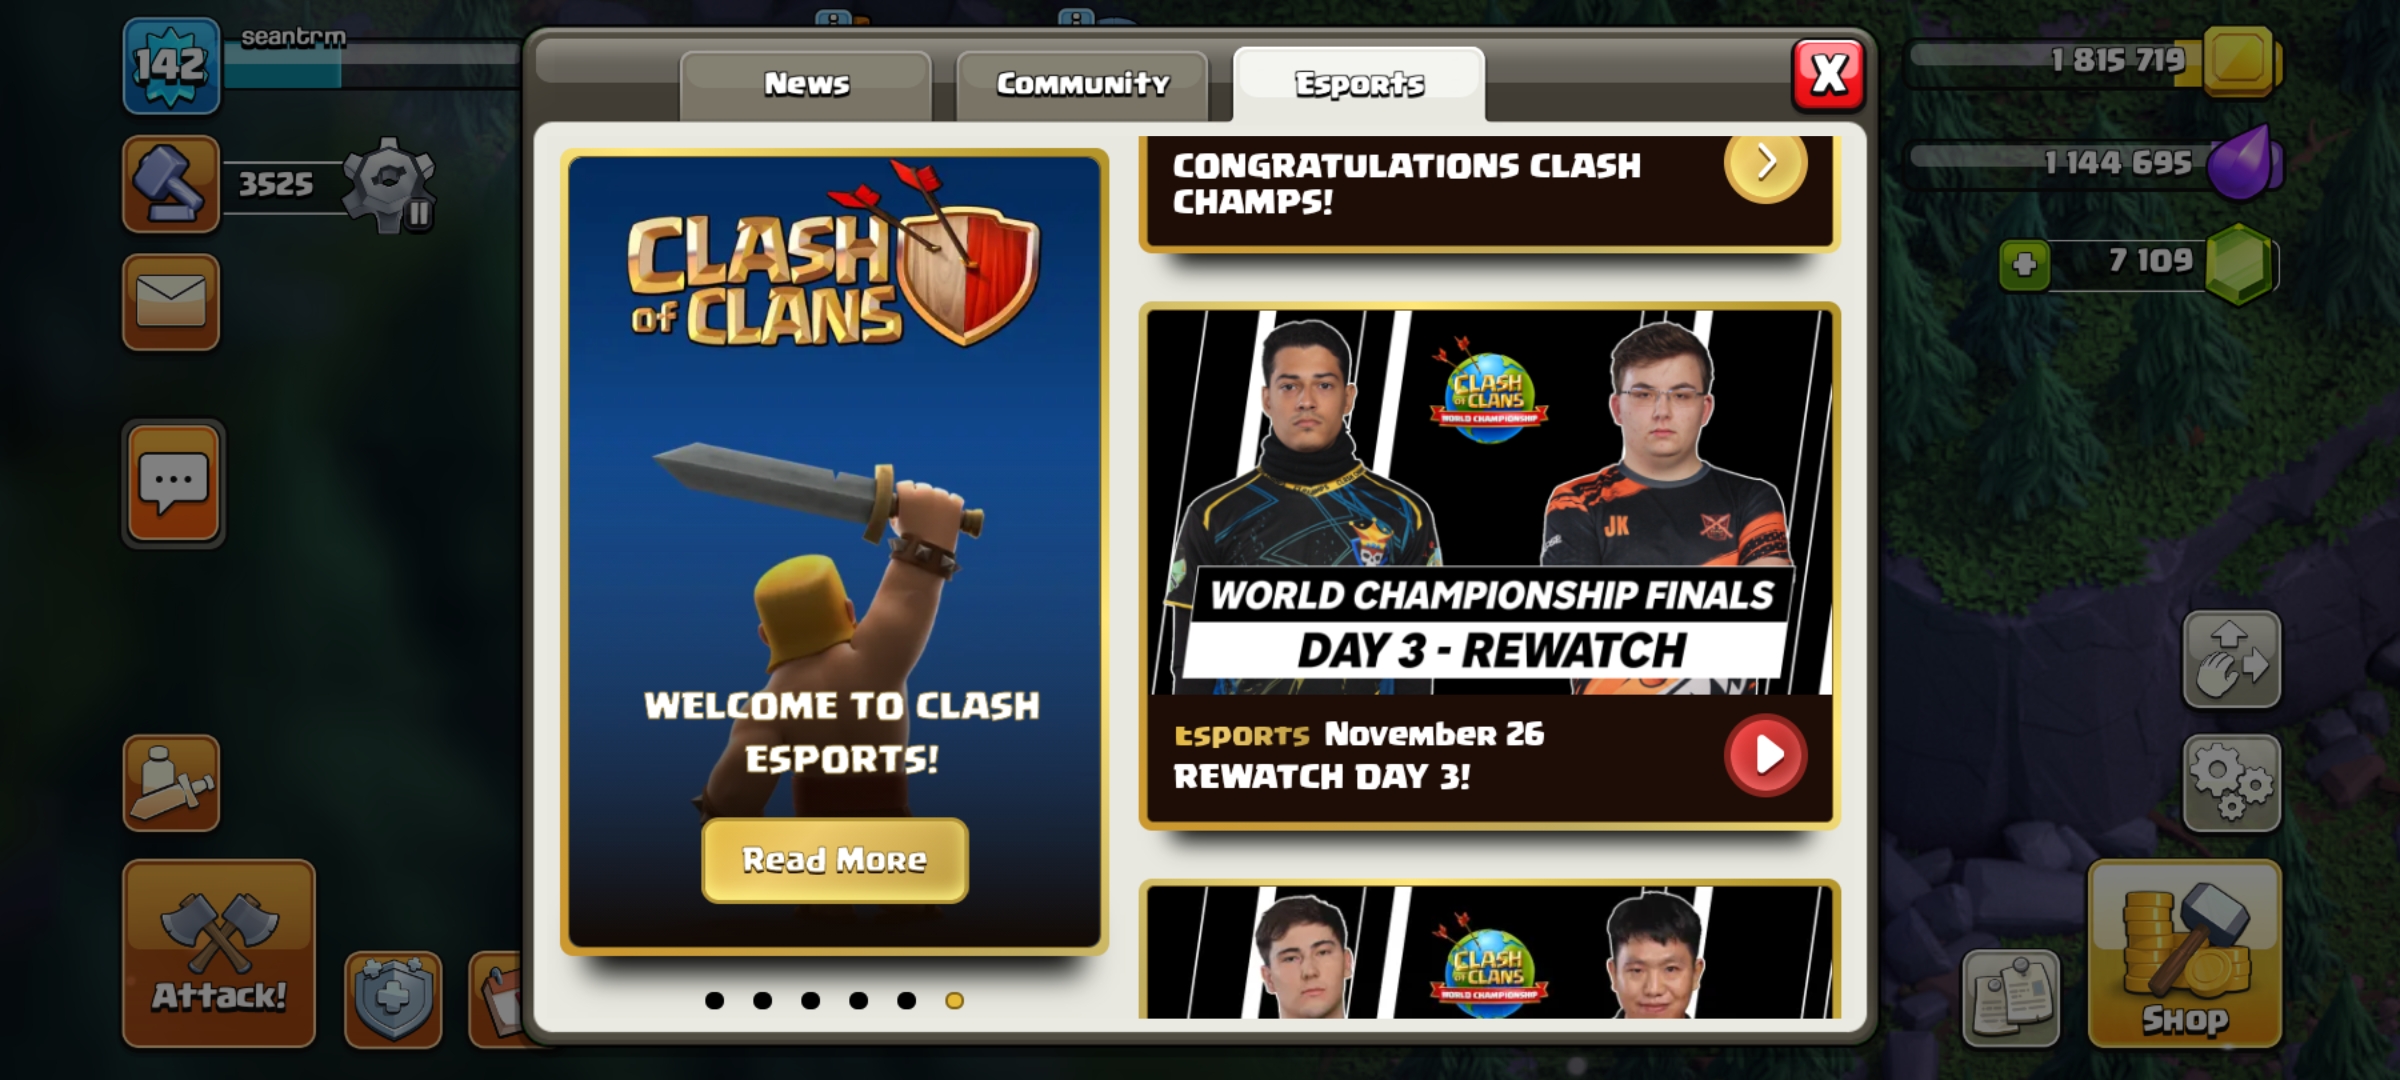 142
seantrm
3525
1 815 719
1 144 695
7 109
News
Community
Esports
X
CLASH
OF CLANS
WELCOME TO CLASH
ESPORTS!
Read More
CONGRATULATIONS CLASH
CHAMPS!
CLASH
OF CLANS
WORLD CHAMPIONSHIP
JK
WORLD CHAMPIONSHIP FINALS
DAY 3 - REWATCH
Esports November 26
REWATCH DAY 3!
CLASH
OF CLANS
WORLD CHAMPIONSHIP
Attack!
Shop